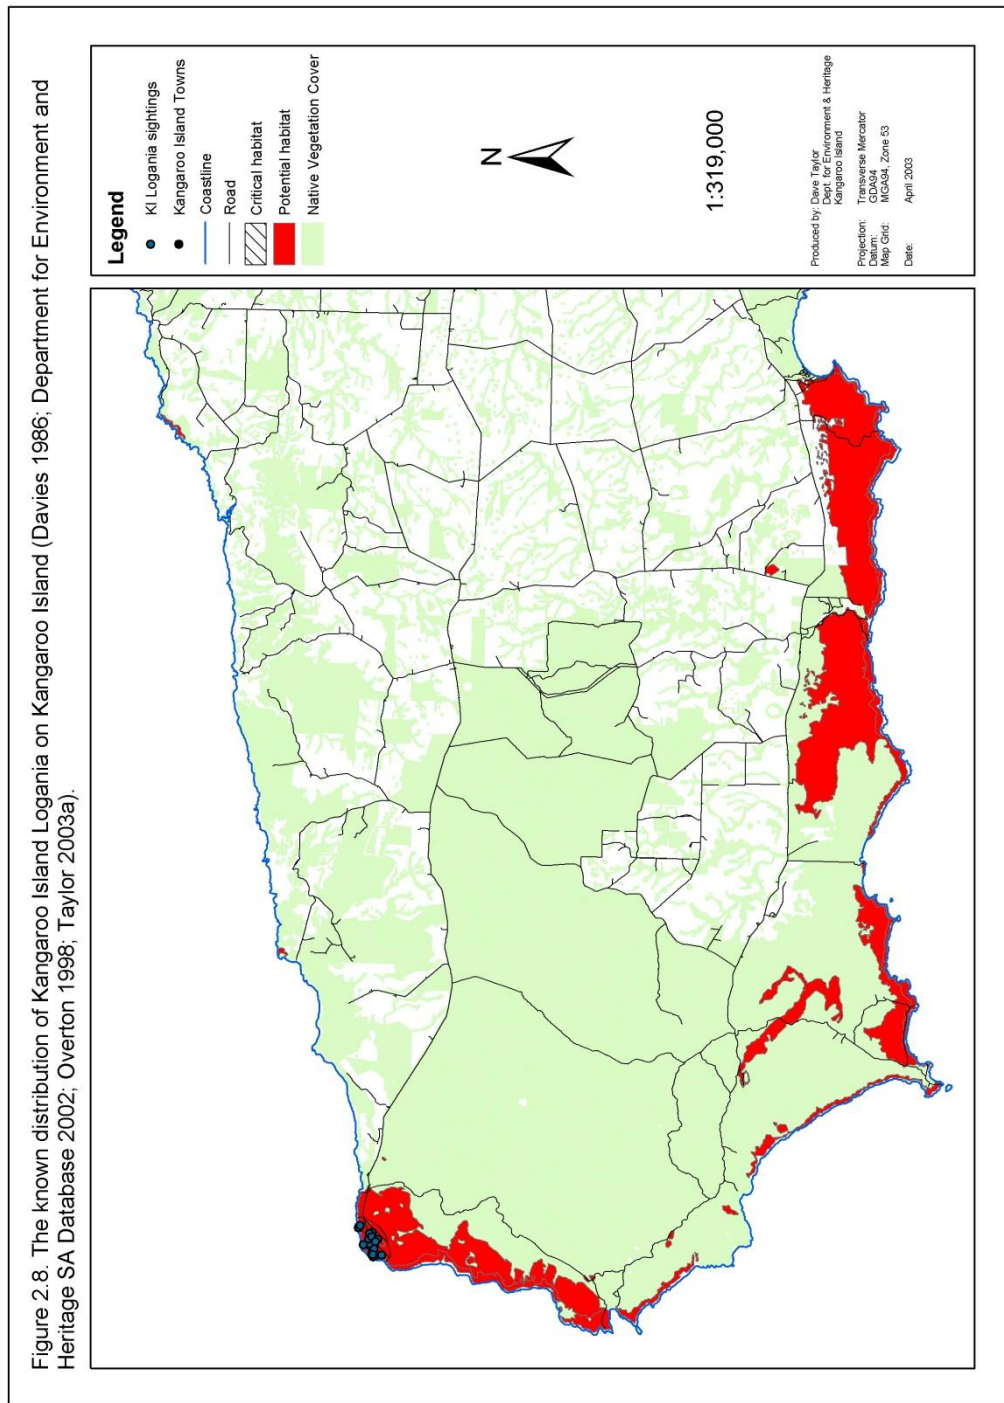 Figure 2.8. The known distribution of Kangaroo Island Logania on Kangaroo Island (Davies 1986; Department for Environment and
Heritage SA Database 2002; Overton 1998; Taylor 2003a).
Legend
KI Logania sightings
Kangaroo Island Towns
Coastline
Road
Critical habitat
Potential habitat
Native Vegetation Cover
N
1:319,000
Produced by: Dave Taylor
Dept. for Environment & Heritage
Kangaroo Island
Projection: Transverse Mercator
Datum: GDA94
Map Grid: MGA94, Zone 53
Date: April 2003